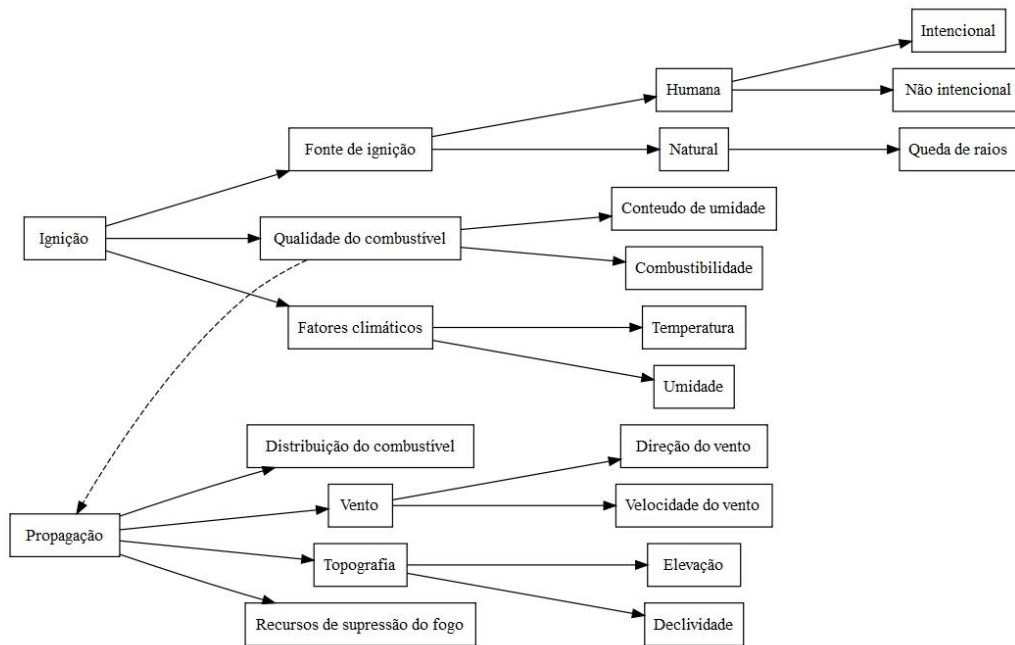 Intencional
Humana
Não intencional
Fonte de ignição
Natural
Queda de raios
Conteudo de umidade
Ignição
Qualidade do combustível
Combustibilidade
Fatores climáticos
Temperatura
Umidade
Distribuição do combustível
Direção do vento
Vento
Velocidade do vento
Propagação
Topografia
Elevação
Recursos de supressão do fogo
Declividade